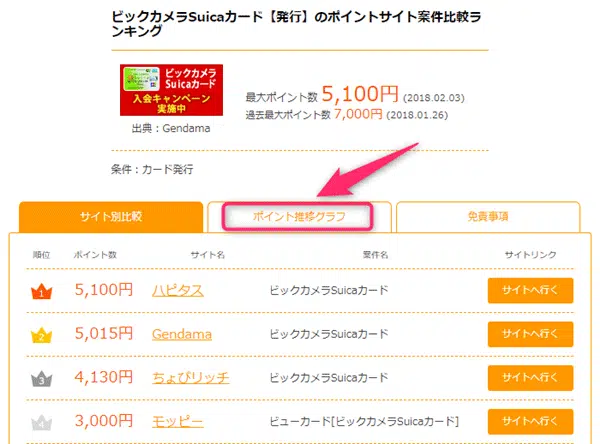 ビックカメラSuicaカード【発行】のポイントサイト案件比較ラ
ンキング
ビックカメラ
Suicaカード
入会キャンペーン
実施中
出典：Gendama
最大ポイント数 5,100円 (2018.02.03)
過去最大ポイント数 7,000円 (2018.01.26)
条件：カード発行
サイト別比較 ポイント推移グラフ 免責事項
順位 ポイント数 サイト名 案件名 サイトリンク
1 5,100円 ハピタス ビックカメラSuicaカード サイトへ行く
2 5,015円 Gendama ビックカメラSuicaカード サイトへ行く
3 4,130円 ちょびリッチ ビックカメラSuicaカード サイトへ行く
4 3,000円 モッピー ビューカード[ビックカメラSuicaカード] サイトへ行く